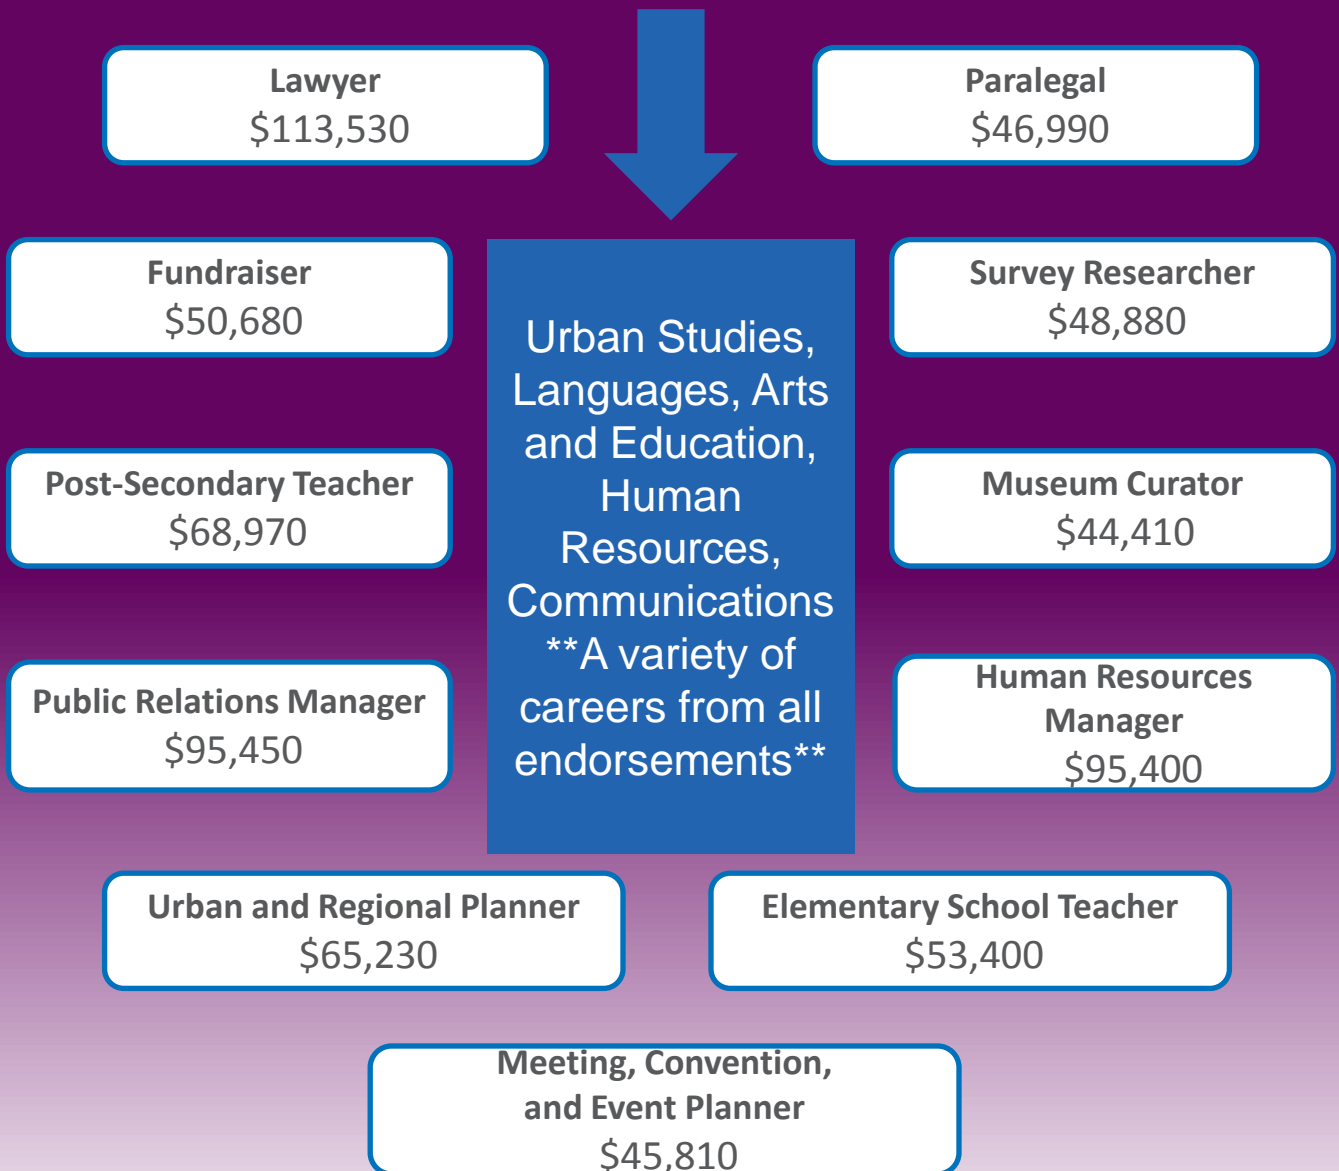 Lawyer
$113,530
Paralegal
$46,990
Fundraiser
$50,680
Survey Researcher
$48,880
Urban Studies,
Languages, Arts
and Education,
Human
Resources,
Communications
**A variety of
careers from all
endorsements**
Post-Secondary Teacher
$68,970
Museum Curator
$44,410
Public Relations Manager
$95,450
Human Resources
Manager
$95,400
Urban and Regional Planner
$65,230
Elementary School Teacher
$53,400
Meeting, Convention,
and Event Planner
$45,810